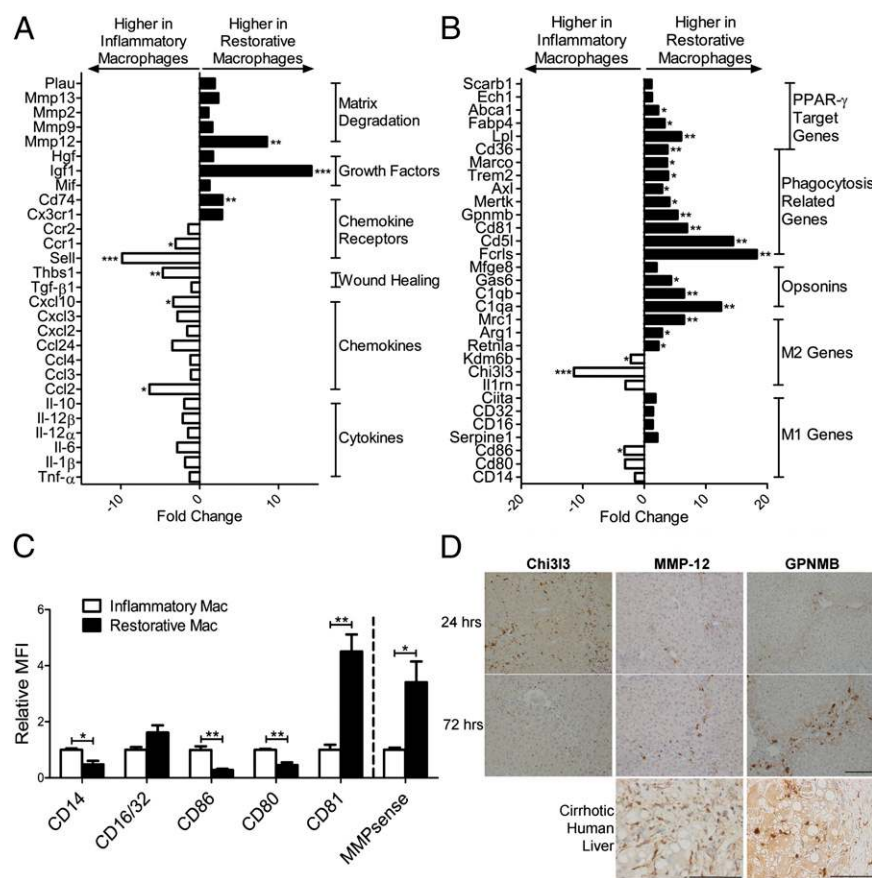 A
Higher in
Inflammatory
Macrophages
Higher in
Restorative
Macrophages
Plau
Mmp13
Mmp2
Mmp9
Mmp12
**
Hgf
Igf1
***
Mif
Cd74
**
Cx3cr1
Ccr2
Ccr1
*
Sell
***
Thbs1
**
Tgf-β1
Cxcl10
*
Cxcl3
Cxcl2
Ccl24
Ccl4
Ccl3
Ccl2
*
Il-10
Il-12β
Il-12α
Il-6
Il-1β
Tnf-α
Matrix
Degradation
Growth Factors
Chemokine
Receptors
Wound Healing
Chemokines
Cytokines
-10
0
10
Fold Change
B
Higher in
Inflammatory
Macrophages
Higher in
Restorative
Macrophages
Scarb1
Ech1
Abca1
*
Fabp4
*
Lpl
**
Cd36
**
Marco
*
Trem2
*
Axl
*
Mertk
*
Gpnmb
**
Cd81
**
Cd5l
**
Fcrls
**
Mfge8
Gas6
*
C1qb
**
C1qa
**
Mrc1
**
Arg1
*
Retnla
*
Kdm6b
*
Chi3l3
***
Il1rn
Ciita
CD32
CD16
Serpine1
Cd86
*
Cd80
CD14
PPAR-γ
Target
Genes
Phagocytosis
Related
Genes
Opsonins
M2 Genes
M1 Genes
-20
-10
0
10
20
Fold Change
C
Inflammatory Mac
Restorative Mac
Relative MFI
6
4
2
0
*
**
**
**
*
CD14
CD16/32
CD86
CD80
CD81
MMPsense
D
Chi3l3
MMP-12
GPNMB
24 hrs
72 hrs
Cirrhotic
Human
Liver